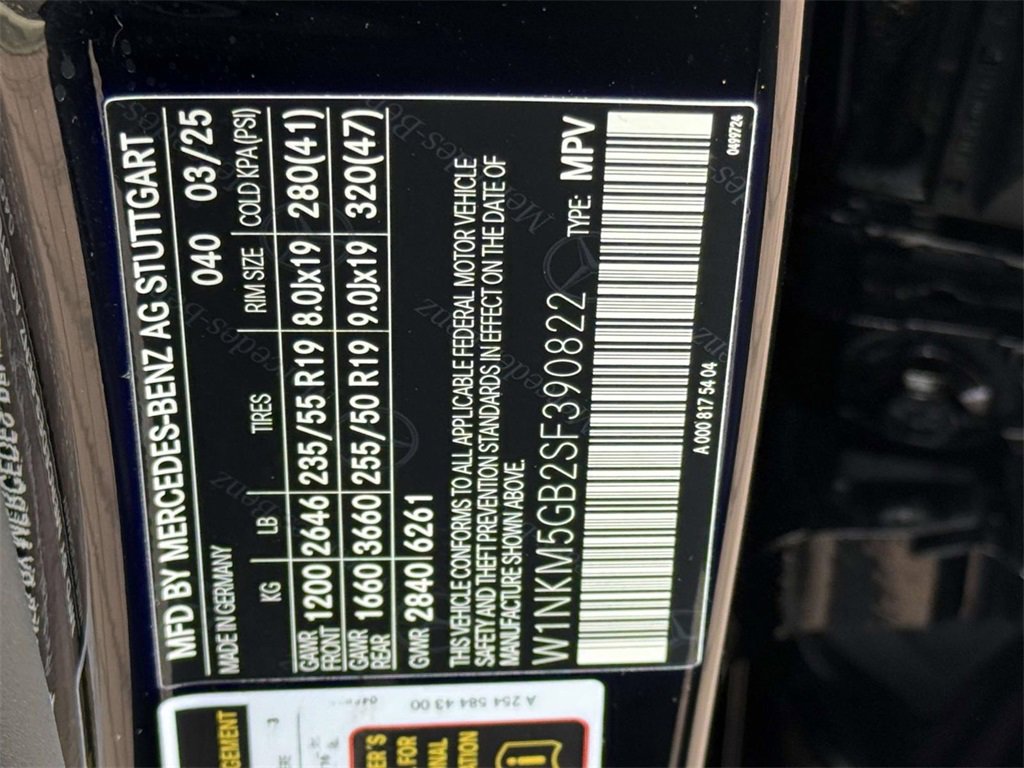 MFD BY MERCEDES-BENZ AG STUTTGART
MADE IN GERMANY 040 03/25
KG LB TIRES RIM SIZE COLD KPA(PSI)
GAWR FRONT 1200 2646 235/55 R19 8.0Jx19 280(41)
GAWR REAR 1660 3660 255/50 R19 9.0Jx19 320(47)
GVWR 2840 6261
THIS VEHICLE CONFORMS TO ALL APPLICABLE FEDERAL MOTOR VEHICLE
SAFETY AND THEFT PREVENTION STANDARDS IN EFFECT ON THE DATE OF
MANUFACTURE SHOWN ABOVE.
W1NKM5GB2SF390822 TYPE: MPV
A 000 817 54 04 0499724
Mercedes-Benz
A 254 584 43 00